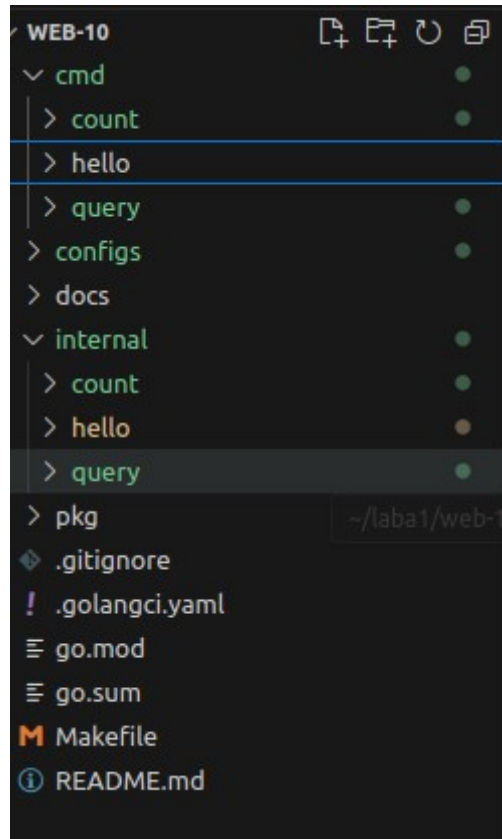 WEB-10
cmd
count
hello
query
configs
docs
internal
count
hello
query
pkg
~/laba1/web-1
.gitignore
.golangci.yaml
go.mod
go.sum
Makefile
README.md